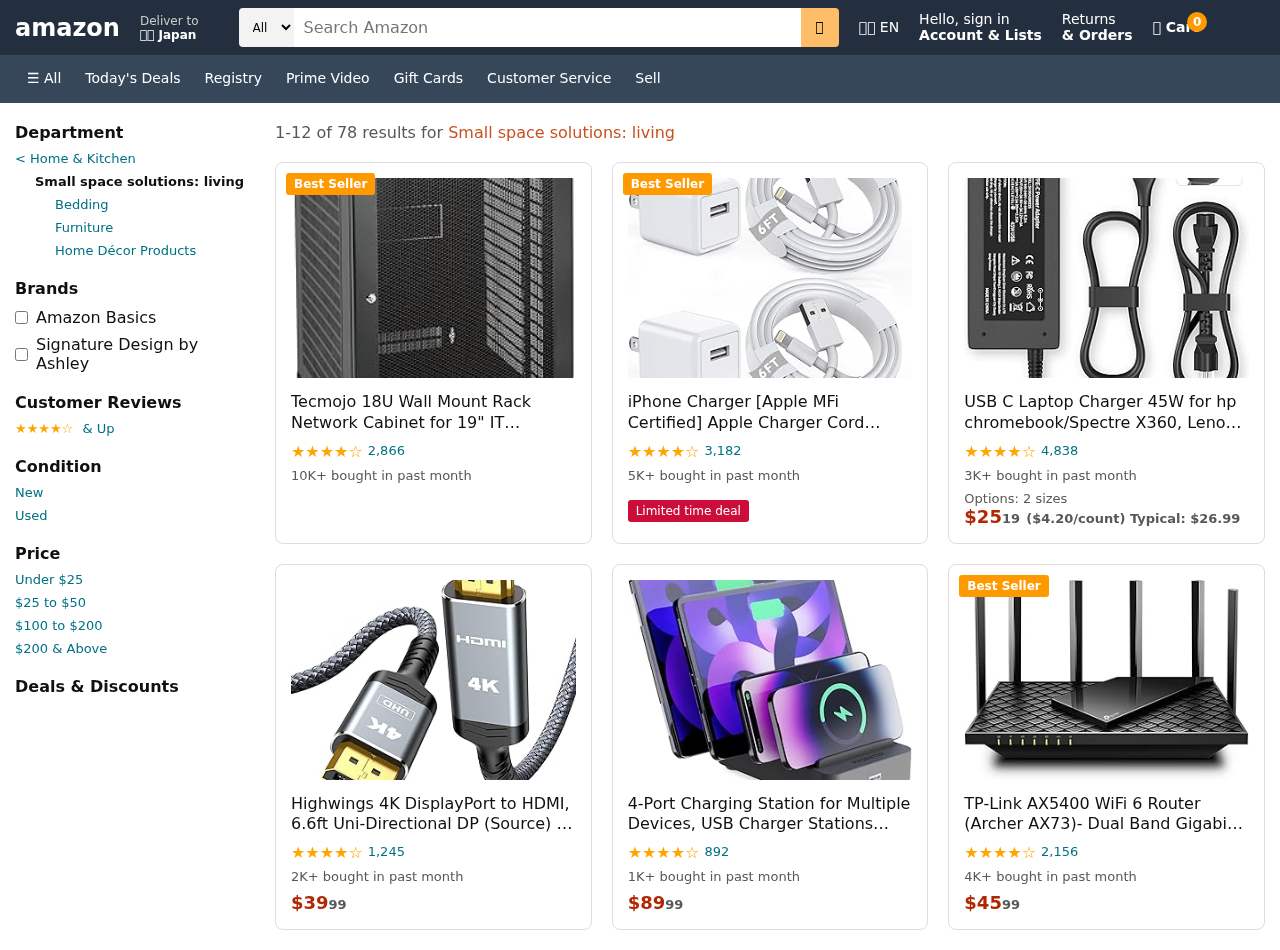 amazon
Deliver to
Japan
All
Search Amazon
EN
Hello, sign in
Account & Lists
Returns
& Orders
0
☰ All
Today's Deals
Registry
Prime Video
Gift Cards
Customer Service
Sell
Department
< Home & Kitchen
Small space solutions: living
Bedding
Furniture
Home Décor Products
Brands
Amazon Basics
Signature Design by
Ashley
Customer Reviews
★★★★☆ & Up
Condition
New
Used
Price
Under $25
$25 to $50
$100 to $200
$200 & Above
Deals & Discounts
1-12 of 78 results for Small space solutions: living
Best Seller
Tecmojo 18U Wall Mount Rack
Network Cabinet for 19" IT…
★★★★☆ 2,866
10K+ bought in past month
Best Seller
6FT
6FT
iPhone Charger [Apple MFi
Certified] Apple Charger Cord…
★★★★☆ 3,182
5K+ bought in past month
Limited time deal
USB C Laptop Charger 45W for hp
chromebook/Spectre X360, Leno…
★★★★☆ 4,838
3K+ bought in past month
Options: 2 sizes
$2519 ($4.20/count) Typical: $26.99
HDMI
4K
UHD
4K
Highwings 4K DisplayPort to HDMI,
6.6ft Uni-Directional DP (Source) …
★★★★☆ 1,245
2K+ bought in past month
$3999
4-Port Charging Station for Multiple
Devices, USB Charger Stations…
★★★★☆ 892
1K+ bought in past month
$8999
Best Seller
TP-Link AX5400 WiFi 6 Router
(Archer AX73)- Dual Band Gigabi…
★★★★☆ 2,156
4K+ bought in past month
$4599